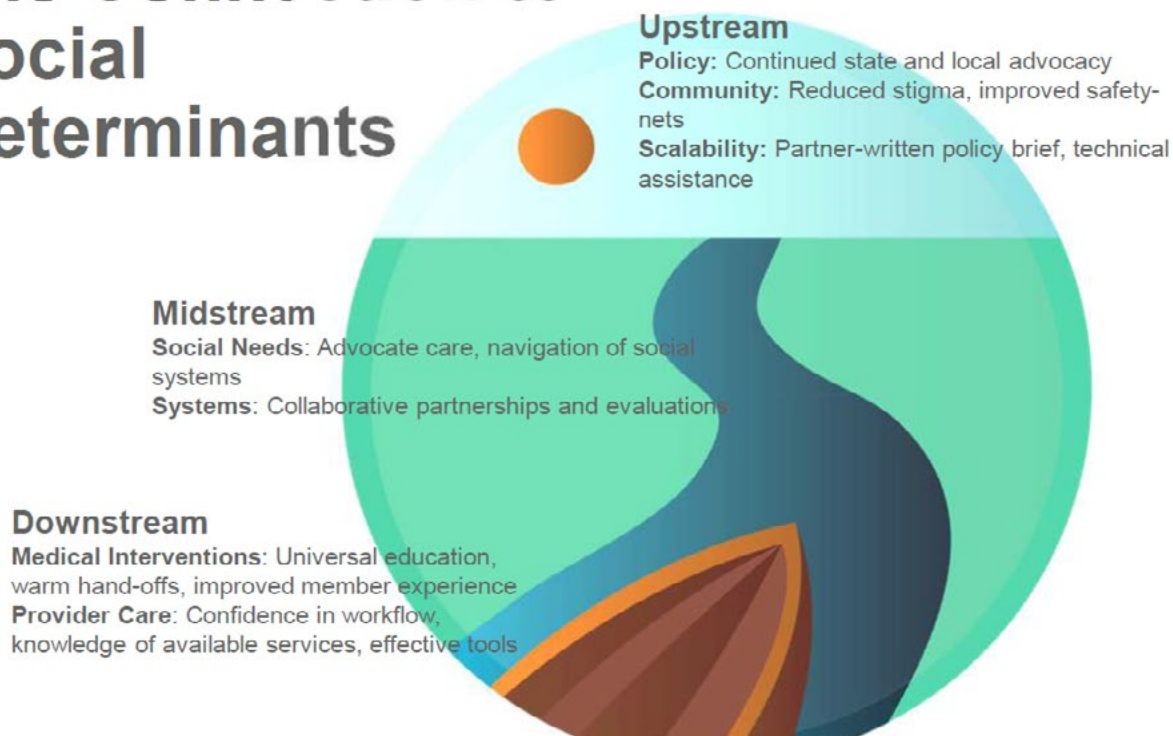 ocial
eterminants
Upstream
Policy: Continued state and local advocacy
Community: Reduced stigma, improved safety-
nets
Scalability: Partner-written policy brief, technical
assistance
Midstream
Social Needs: Advocate care, navigation of social
systems
Systems: Collaborative partnerships and evaluations
Downstream
Medical Interventions: Universal education,
warm hand-offs, improved member experience
Provider Care: Confidence in workflow,
knowledge of available services, effective tools